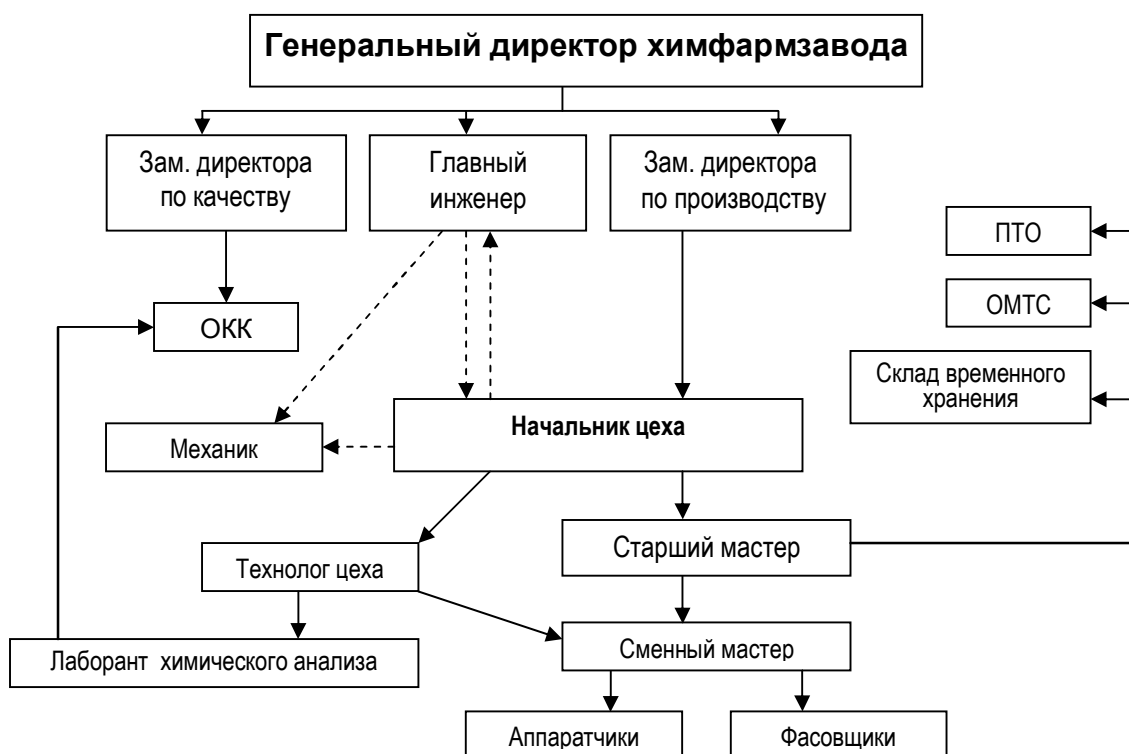 Генеральный директор химфармзавода
Зам. директора
по качеству
Главный
инженер
Зам. директора
по производству
ПТО
ОМТС
ОКК
Склад временного
хранения
Начальник цеха
Механик
Старший мастер
Технолог цеха
Сменный мастер
Лаборант химического анализа
Аппаратчики
Фасовщики